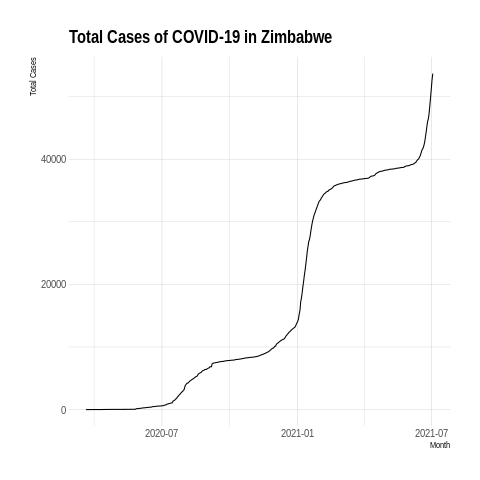 Total Cases of COVID-19 in Zimbabwe
Total Cases
40000
20000
0
2020-07
2021-01
2021-07
Month